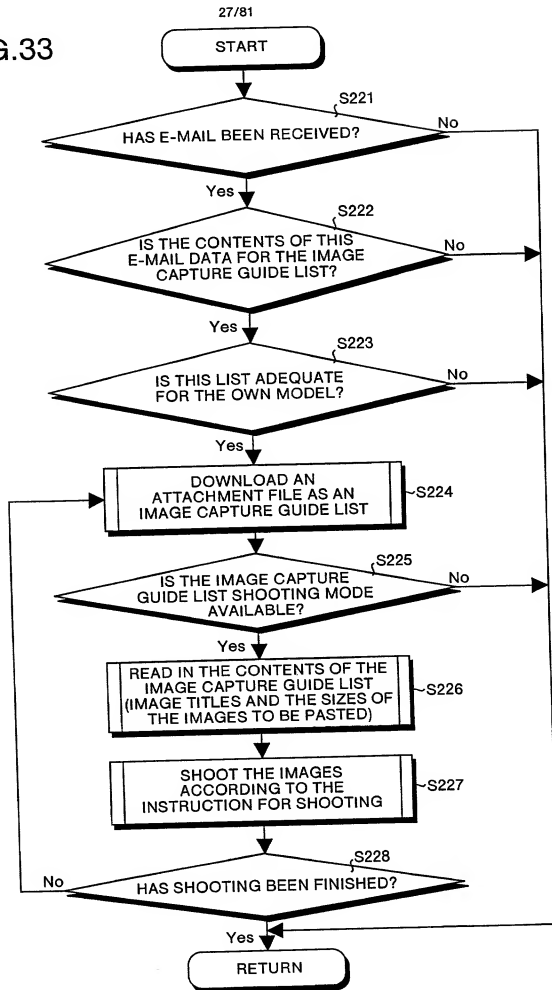 27/81
G.33
START
S221
HAS E-MAIL BEEN RECEIVED?
No
Yes
S222
IS THE CONTENTS OF THIS
E-MAIL DATA FOR THE IMAGE
CAPTURE GUIDE LIST?
No
Yes
S223
IS THIS LIST ADEQUATE
FOR THE OWN MODEL?
No
Yes
DOWNLOAD AN
ATTACHMENT FILE AS AN
IMAGE CAPTURE GUIDE LIST
S224
S225
IS THE IMAGE CAPTURE
GUIDE LIST SHOOTING MODE
AVAILABLE?
No
Yes
READ IN THE CONTENTS OF THE
IMAGE CAPTURE GUIDE LIST
(IMAGE TITLES AND THE SIZES OF
THE IMAGES TO BE PASTED)
S226
SHOOT THE IMAGES
ACCORDING TO THE
INSTRUCTION FOR SHOOTING
S227
S228
HAS SHOOTING BEEN FINISHED?
No
Yes
RETURN